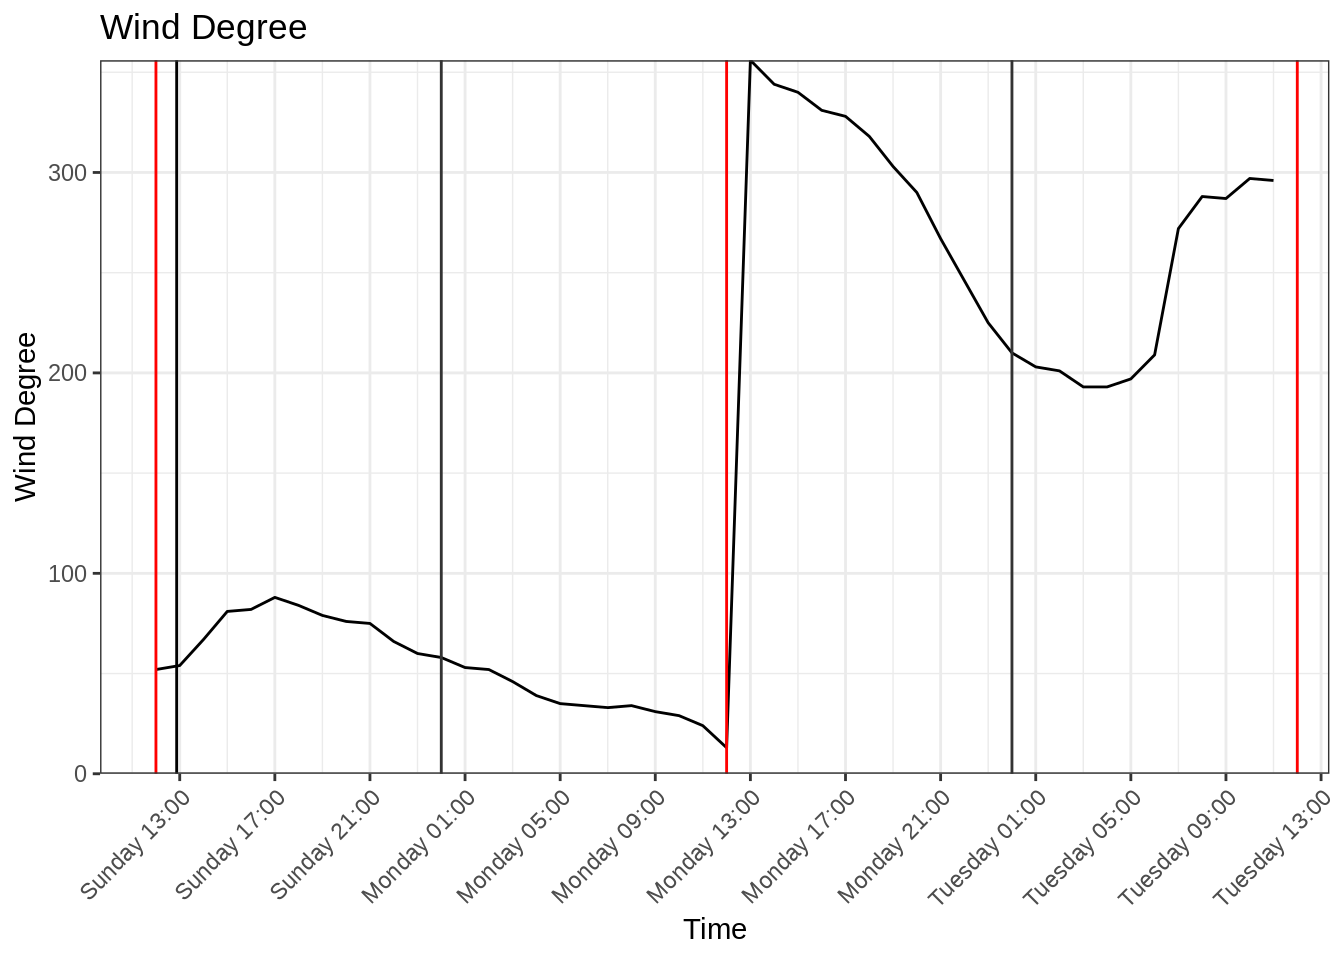 Wind Degree
Wind Degree
300
200
100
0
Sunday 13:00
Sunday 17:00
Sunday 21:00
Monday 01:00
Monday 05:00
Monday 09:00
Monday 13:00
Monday 17:00
Monday 21:00
Tuesday 01:00
Tuesday 05:00
Tuesday 09:00
Tuesday 13:00
Time